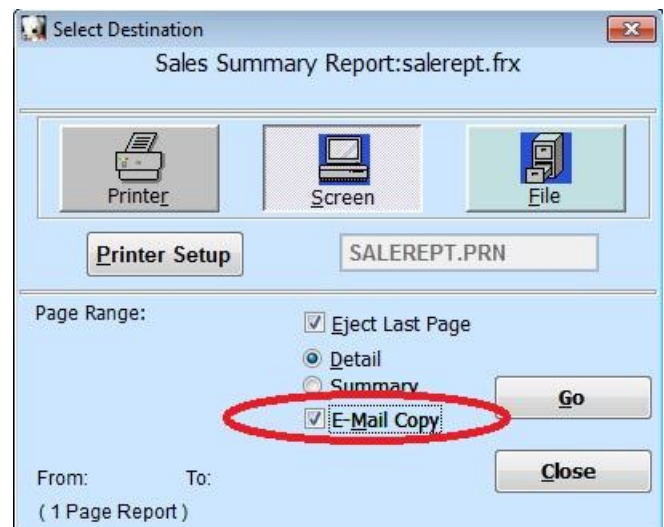 Select Destination
Sales Summary Report:salerept.frx
Printer
Screen
File
Printer Setup
SALEREPT.PRN
Page Range:
Eject Last Page
Detail
Summary
E-Mail Copy
Go
Close
From: To:
( 1 Page Report )